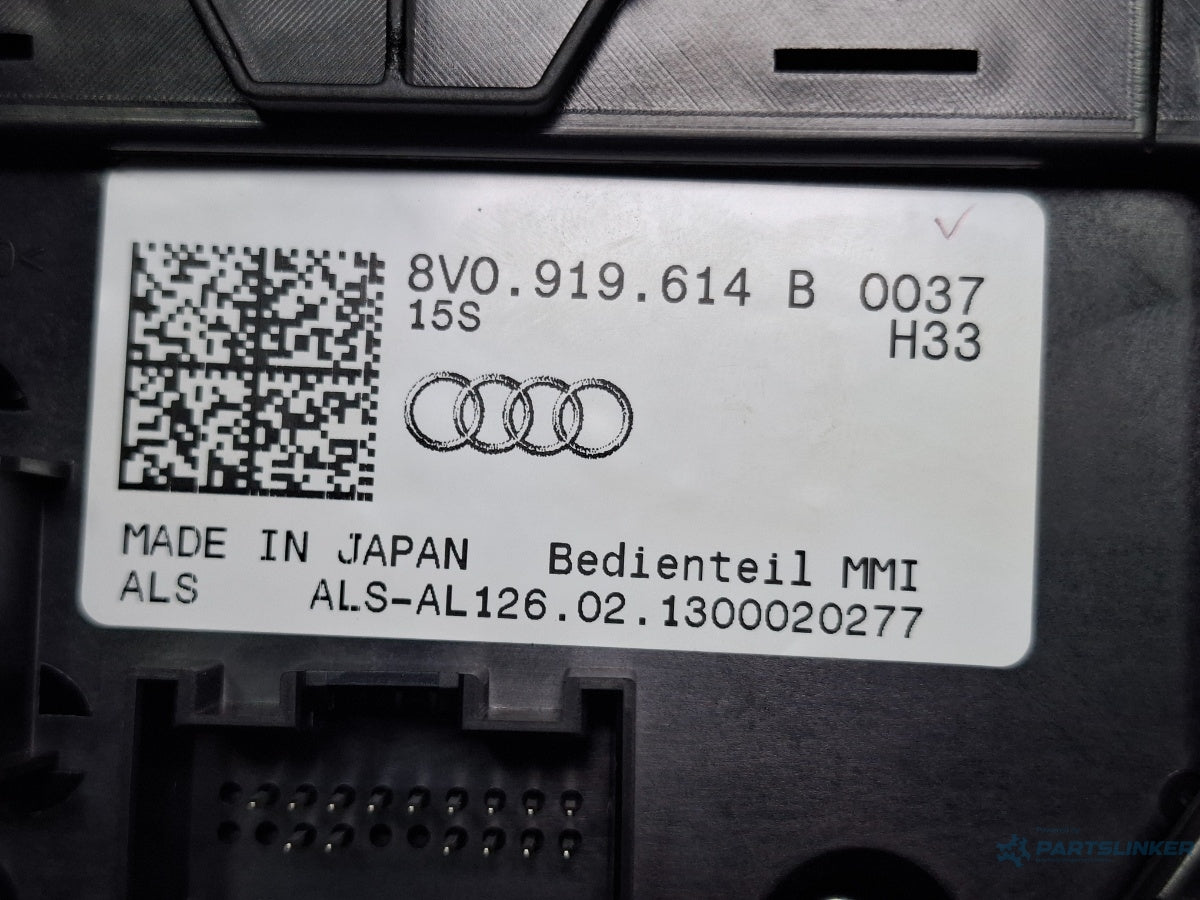 8V0.919.614 B 0037
15S H33
MADE IN JAPAN Bedienteil MMI
ALS ALS-AL126.02.1300020277
PARTSLINKER